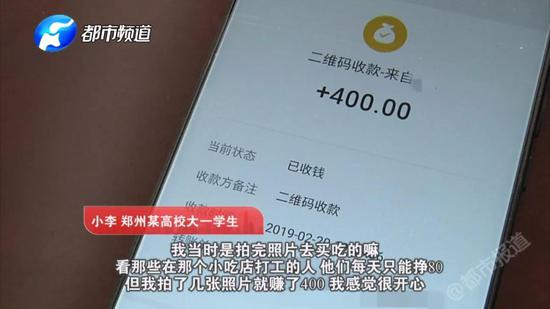 都市频道
二维码收款-来自
+400.00
当前状态
已收钱
收款方备注
二维码收款
2019-02-20
小李 郑州某高校大一学生
@都市报道
我当时是拍完照片去买吃的嘛
看那些在那个小吃店打工的人 他们每天只能挣80
但我拍了几张照片就赚了400 我感觉很开心